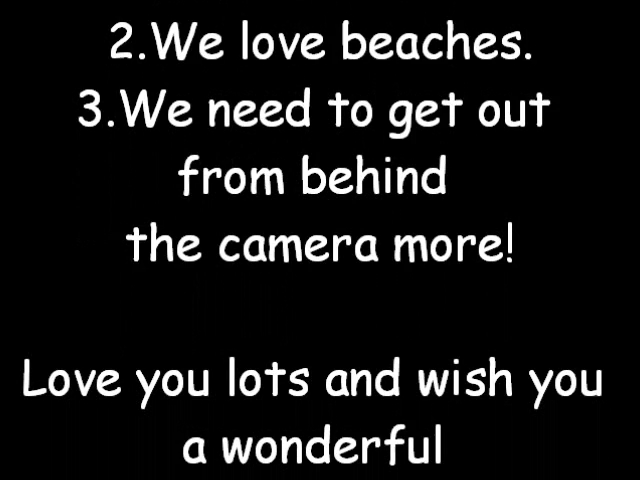 2.We love beaches.
3.We need to get out
from behind
the camera more!
Love you lots and wish you
a wonderful